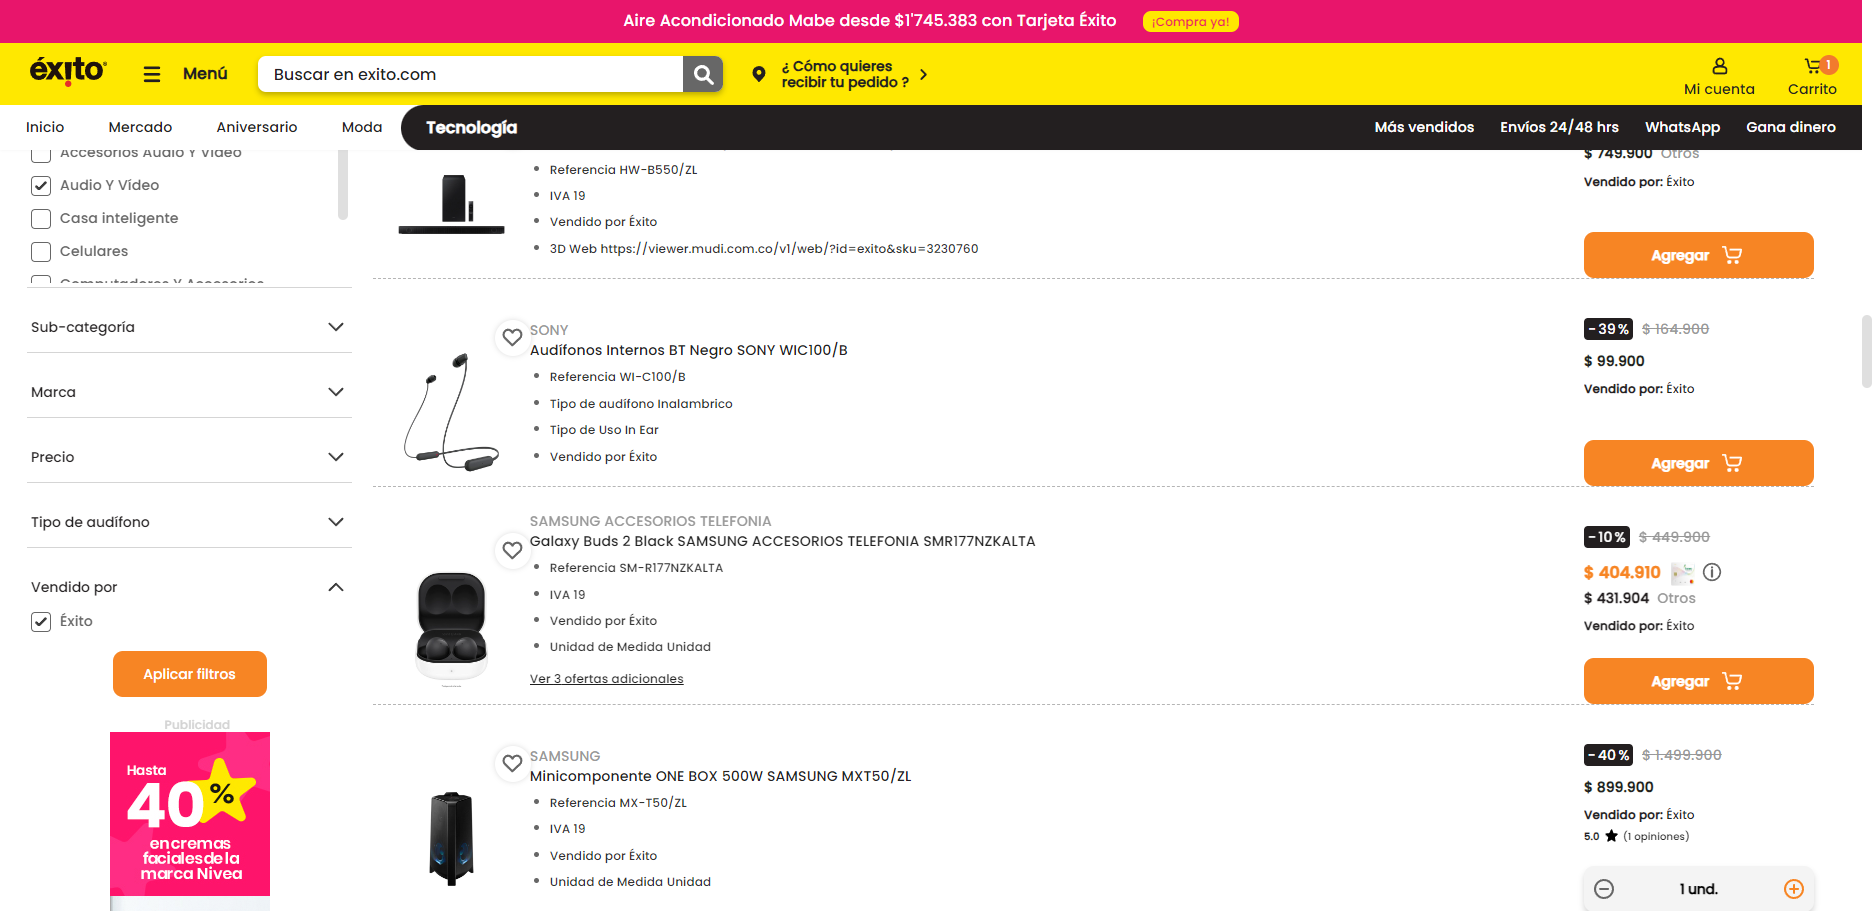 Aire Acondicionado Mabe desde $1'745.383 con Tarjeta Éxito
¡Compra ya!
éxito
Menú
Buscar en exito.com
¿ Cómo quieres
recibir tu pedido ?
Mi cuenta
1
Carrito
Inicio
Mercado
Aniversario
Moda
Tecnología
Más vendidos
Envíos 24/48 hrs
WhatsApp
Gana dinero
Accesorios Audio Y Video
Audio Y Vídeo
Casa inteligente
Celulares
Computadores Y Accesorios
Sub-categoría
Marca
Precio
Tipo de audífono
Vendido por
Éxito
Aplicar filtros
Publicidad
Hasta
40%
en cremas
faciales de la
marca Nivea
Referencia HW-B550/ZL
IVA 19
Vendido por Éxito
3D Web https://viewer.mudi.com.co/v1/web/?id=exito&sku=3230760
$ 749.900 Otros
Vendido por: Éxito
Agregar
SONY
Audífonos Internos BT Negro SONY WIC100/B
Referencia WI-C100/B
Tipo de audífono Inalambrico
Tipo de Uso In Ear
Vendido por Éxito
-39% $ 164.900
$ 99.900
Vendido por: Éxito
Agregar
SAMSUNG ACCESORIOS TELEFONIA
Galaxy Buds 2 Black SAMSUNG ACCESORIOS TELEFONIA SMR177NZKALTA
Referencia SM-R177NZKALTA
IVA 19
Vendido por Éxito
Unidad de Medida Unidad
Ver 3 ofertas adicionales
-10% $ 449.900
$ 404.910
$ 431.904 Otros
Vendido por: Éxito
Agregar
SAMSUNG
Minicomponente ONE BOX 500W SAMSUNG MXT50/ZL
Referencia MX-T50/ZL
IVA 19
Vendido por Éxito
Unidad de Medida Unidad
-40% $ 1.499.900
$ 899.900
Vendido por: Éxito
5.0 (1 opiniones)
1 und.